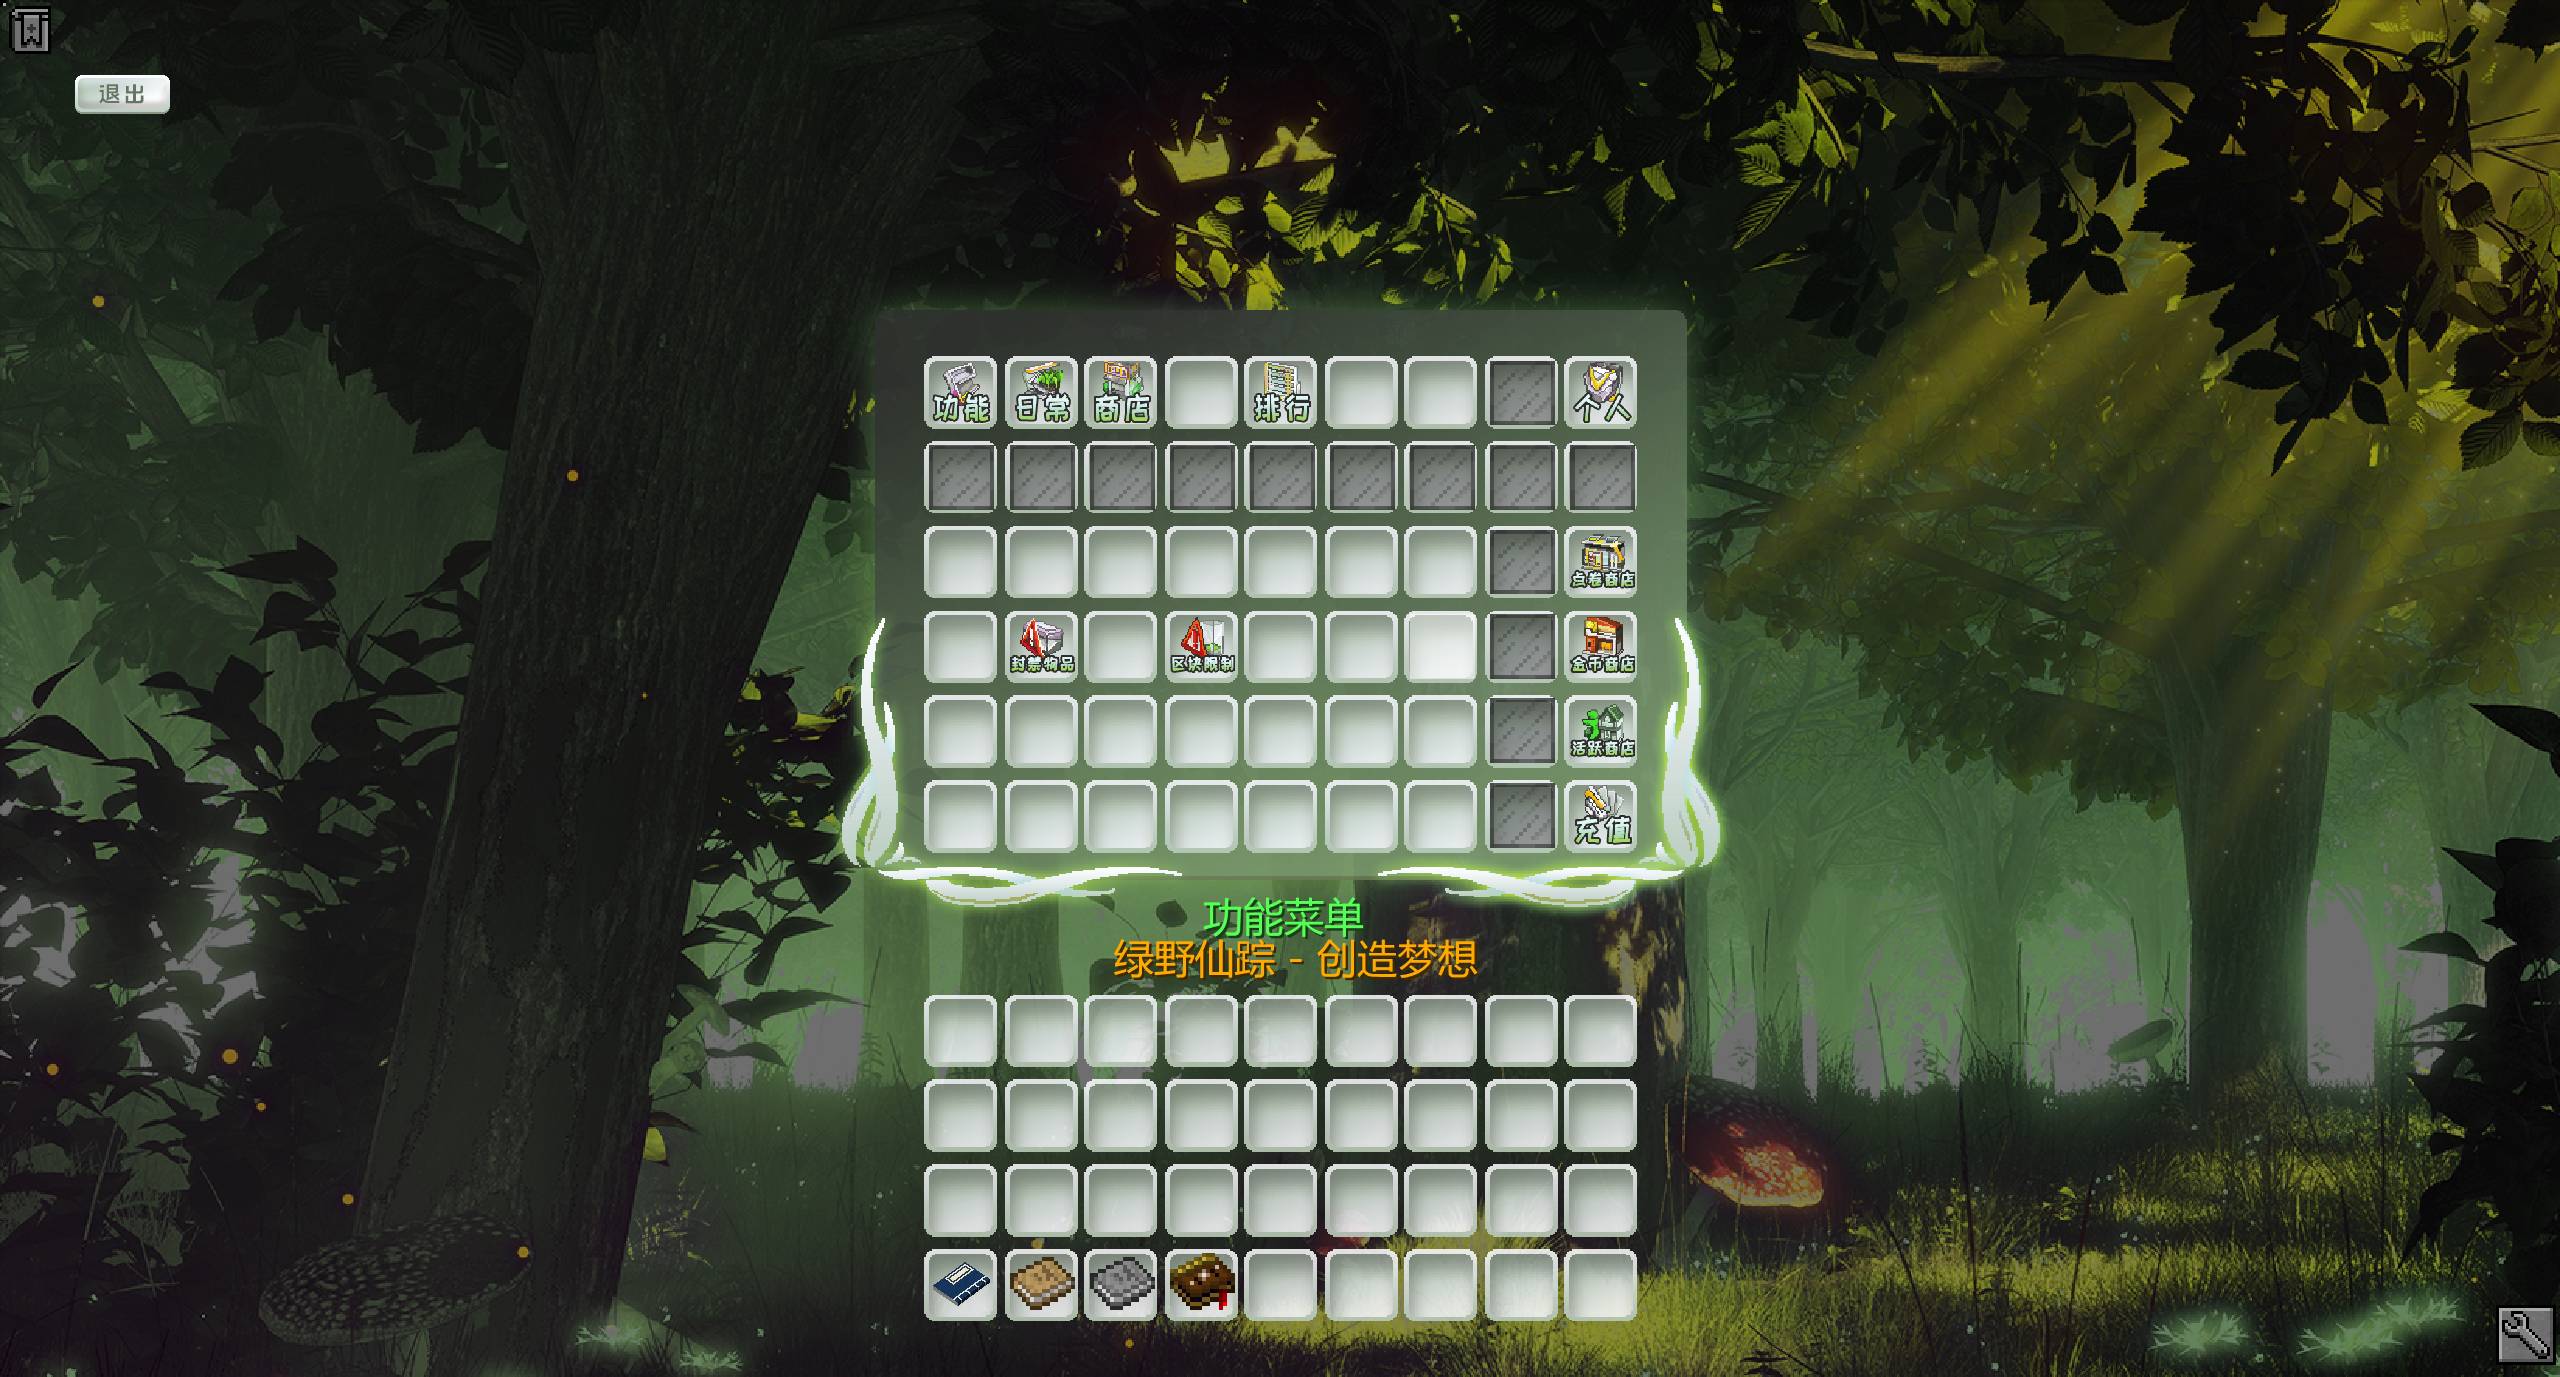 退出
功能 日常 商店 排行 个人
点卷商店
封禁物品 区块限制 金币商店
活跃商店
充值
功能菜单
绿野仙踪 - 创造梦想